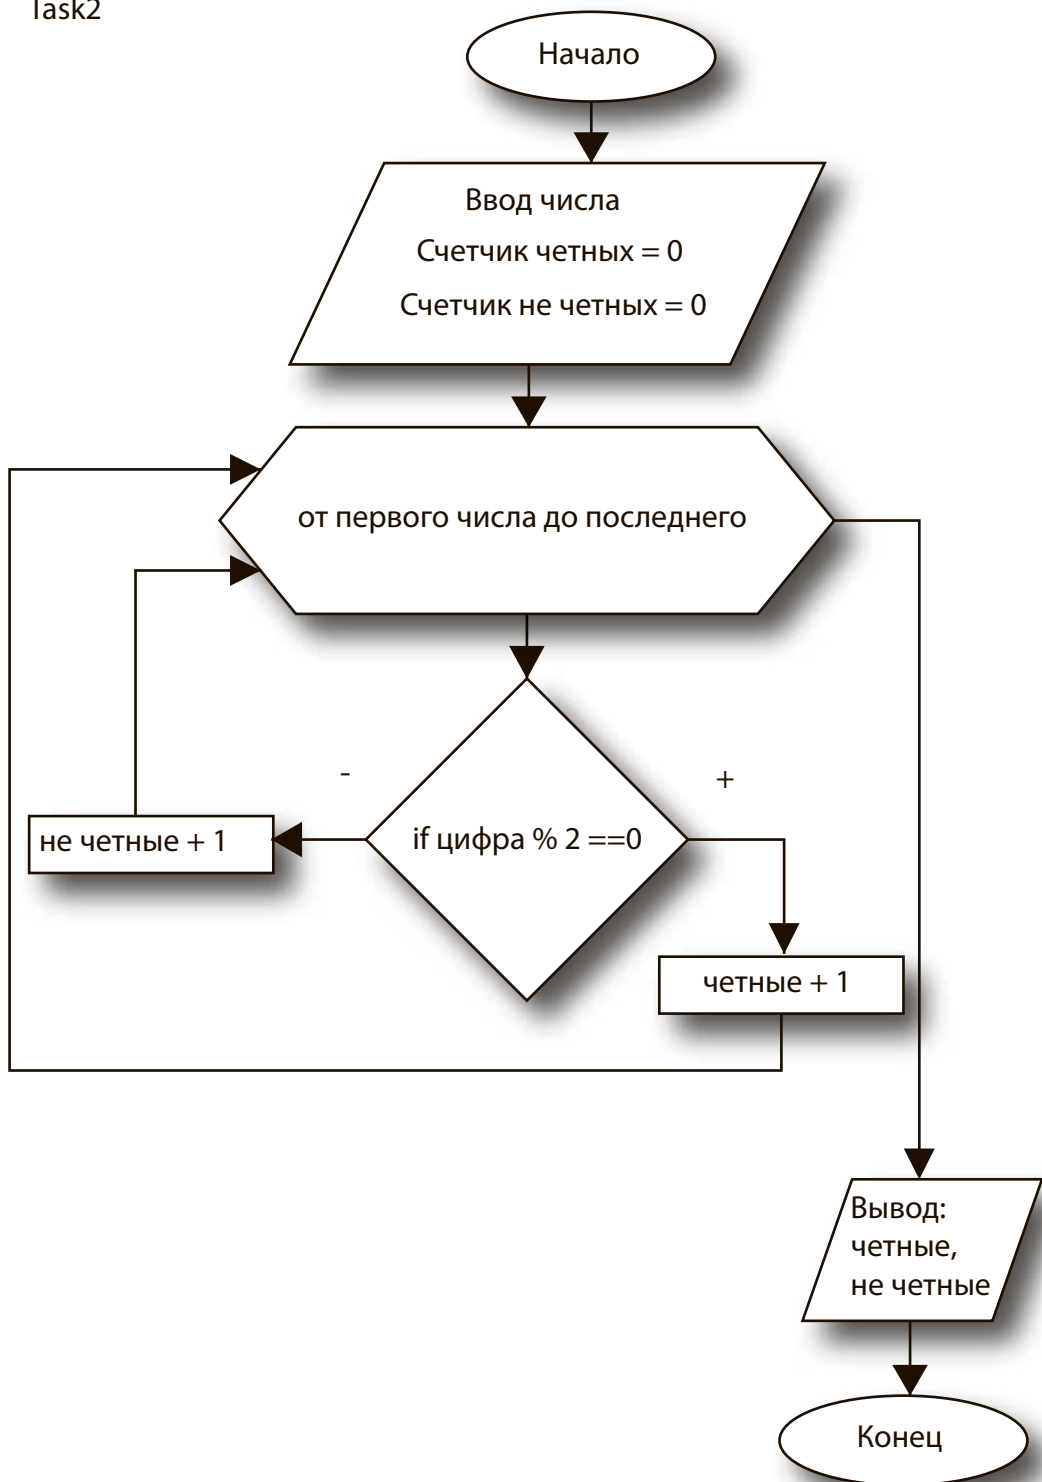 Task2
Начало
Ввод числа
Счетчик четных = 0
Счетчик не четных = 0
от первого числа до последнего
-
+
не четные + 1
if цифра % 2 ==0
четные + 1
Вывод:
четные,
не четные
Конец